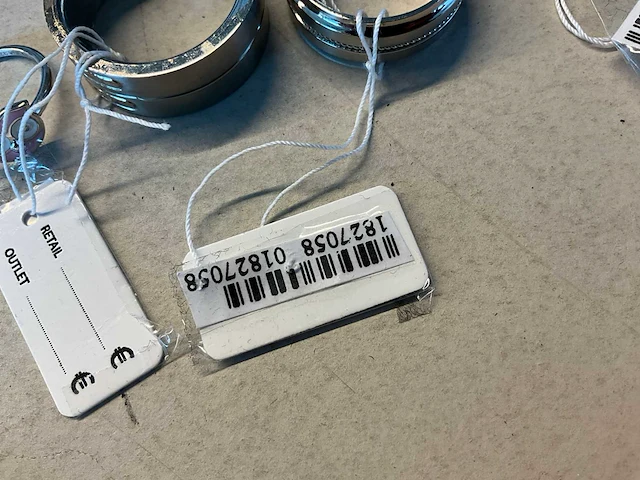 RETAIL ............ €
OUTLET ............ €
1827058 01827058